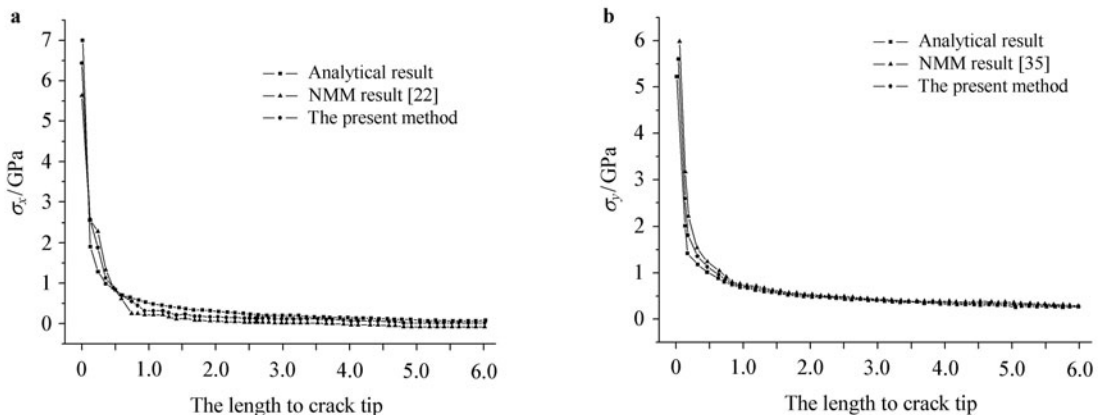 a
7
6
5
4
3
2
1
0
σx/GPa
Analytical result
NMM result [22]
The present method
0 1.0 2.0 3.0 4.0 5.0 6.0
The length to crack tip
b
6
5
4
3
2
1
0
σy/GPa
Analytical result
NMM result [35]
The present method
0 1.0 2.0 3.0 4.0 5.0 6.0
The length to crack tip